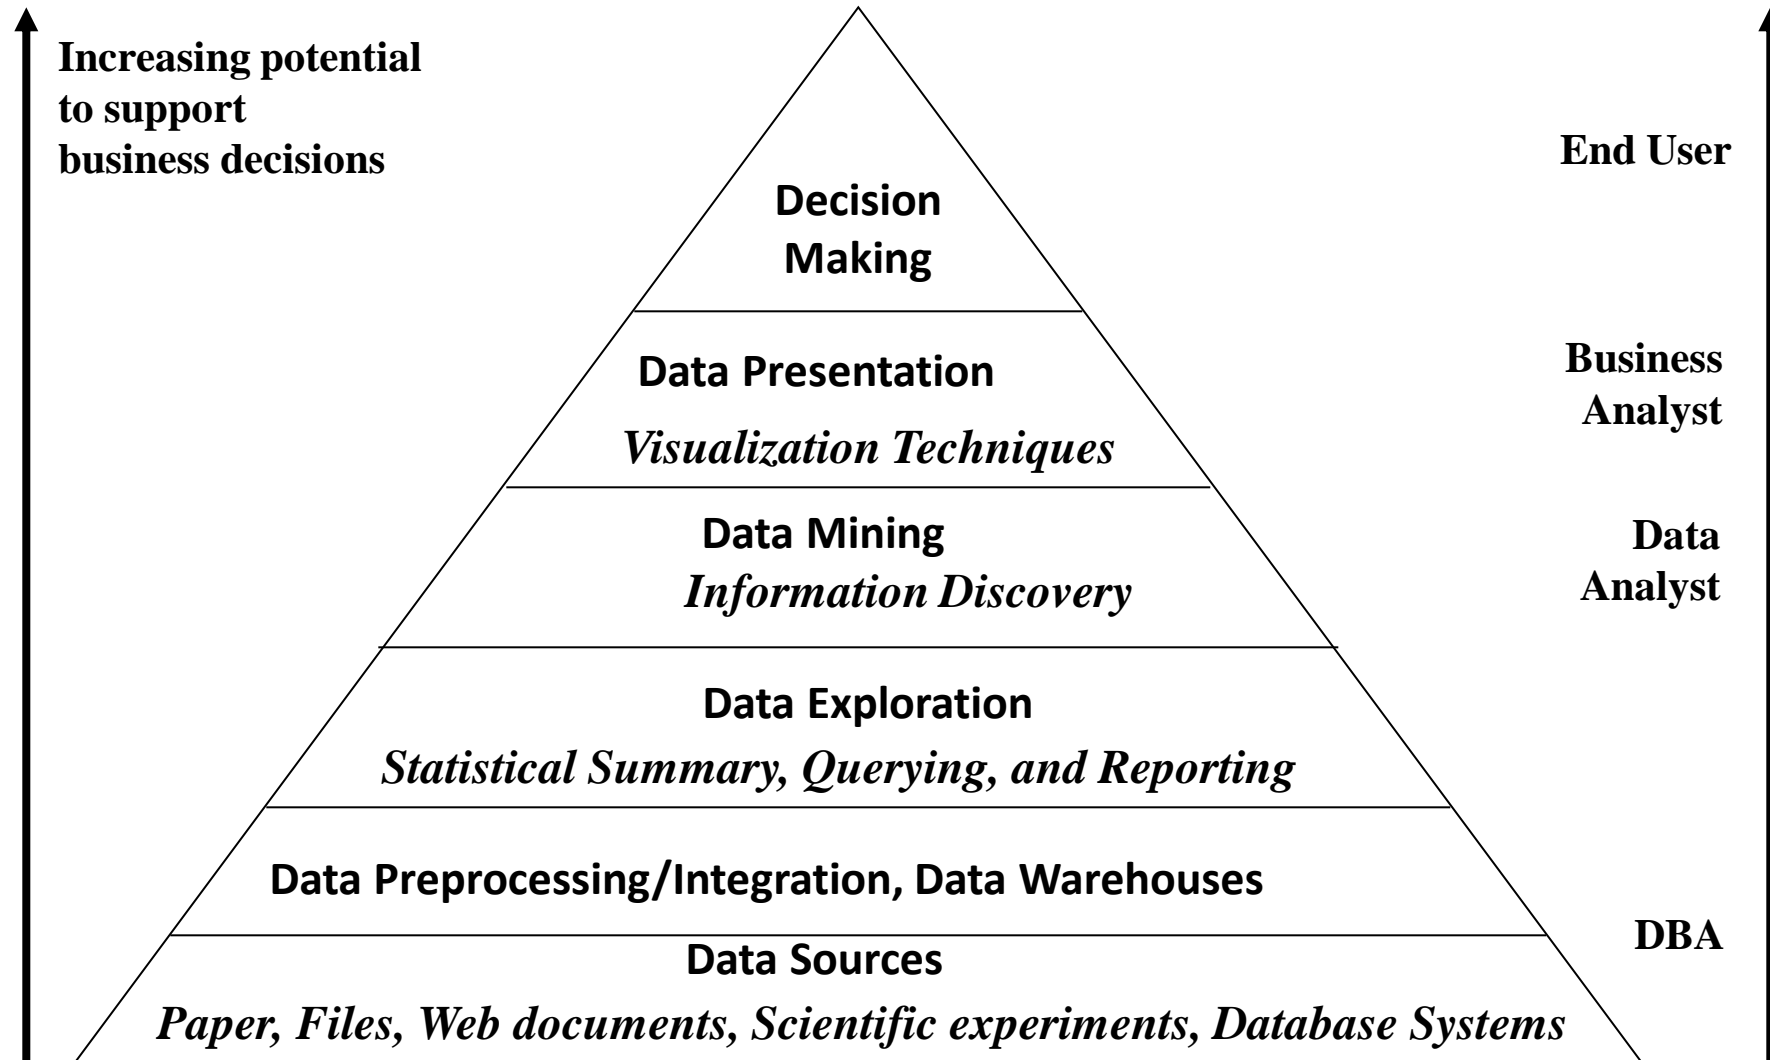 Increasing potential
to support
business decisions
End User
Decision
Making
Business
Analyst
Data Presentation
Visualization Techniques
Data
Analyst
Data Mining
Information Discovery
Data Exploration
Statistical Summary, Querying, and Reporting
Data Preprocessing/Integration, Data Warehouses
DBA
Data Sources
Paper, Files, Web documents, Scientific experiments, Database Systems